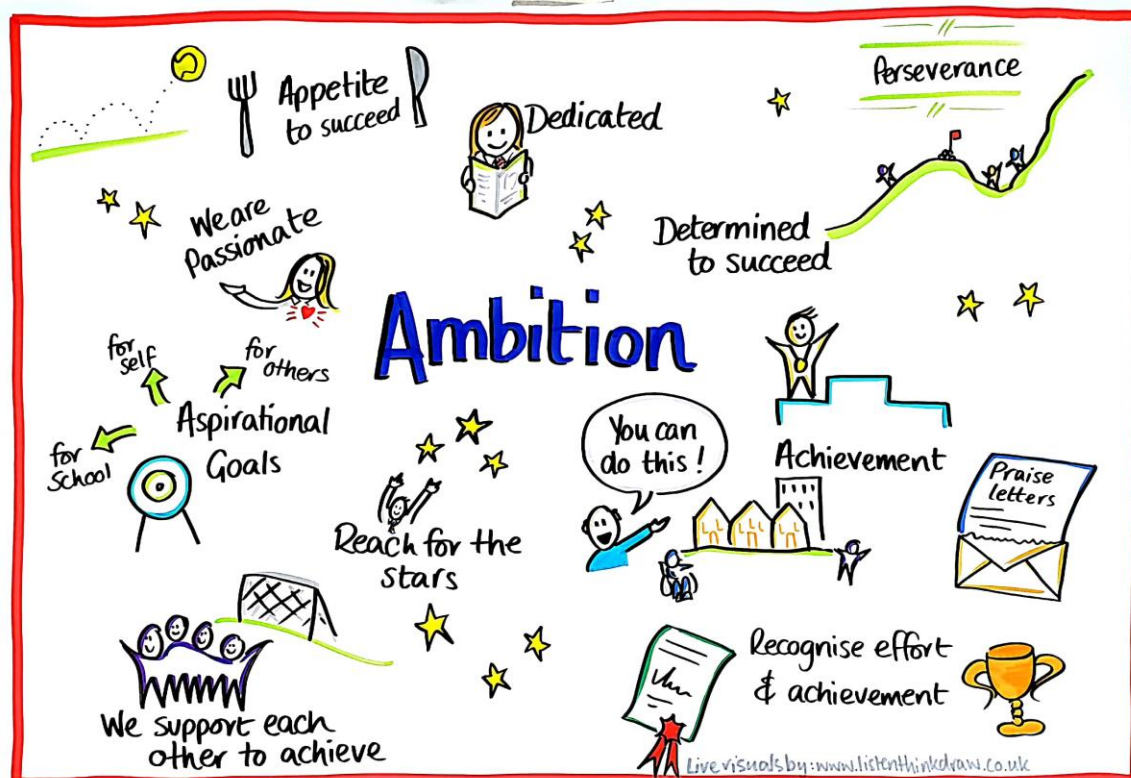 Appetite
to succeed
Dedicated
Perseverance
We are
Passionate
Determined
to succeed
Ambition
for
self
for
others
for
school
Aspirational
Goals
You can
do this!
Achievement
Praise
letters
Reach for the
stars
Recognise effort
& achievement
We support each
other to achieve
Live visuals by: www.listenthinkdraw.co.uk